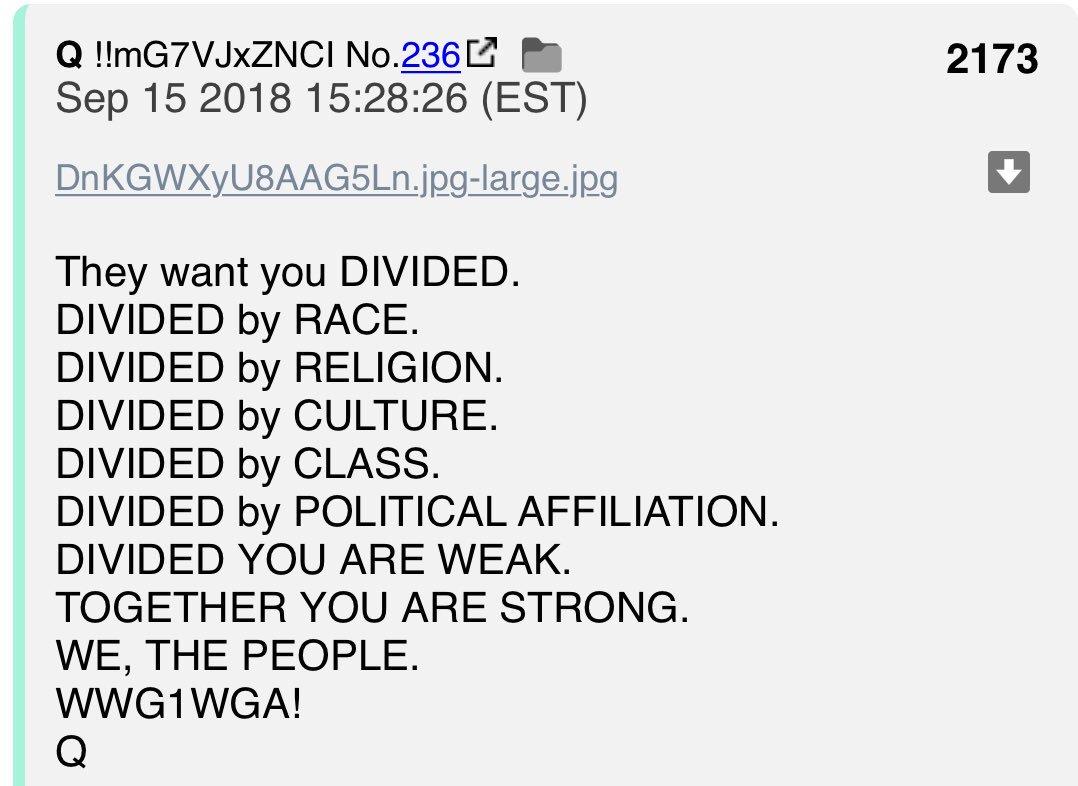 Q !!mG7VJxZNCI No.236 2173
Sep 15 2018 15:28:26 (EST)
DnKGWXyU8AAG5Ln.jpg-large.jpg
They want you DIVIDED.
DIVIDED by RACE.
DIVIDED by RELIGION.
DIVIDED by CULTURE.
DIVIDED by CLASS.
DIVIDED by POLITICAL AFFILIATION.
DIVIDED YOU ARE WEAK.
TOGETHER YOU ARE STRONG.
WE, THE PEOPLE.
WWG1WGA!
Q